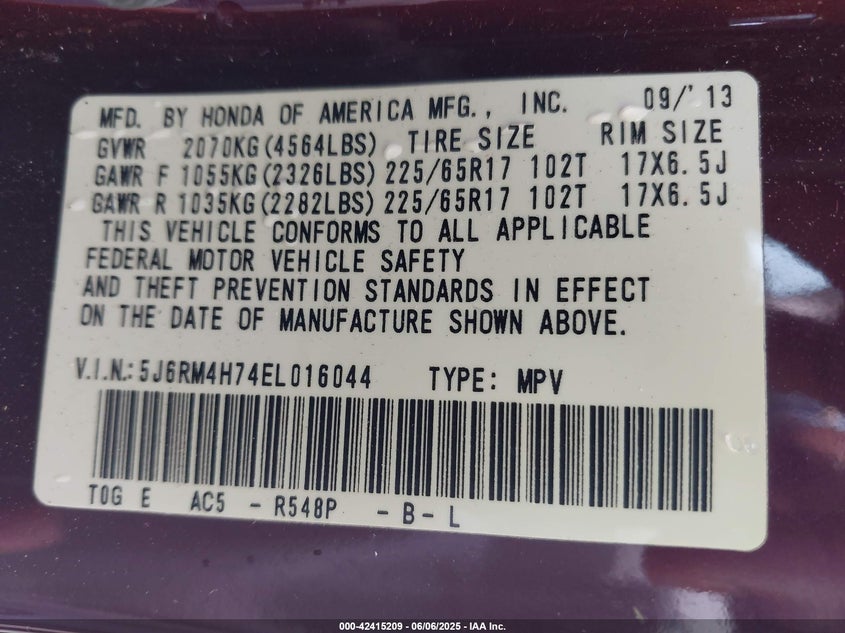 MFD. BY HONDA OF AMERICA MFG., INC. 09/'13
GVWR 2070KG(4564LBS) TIRE SIZE RIM SIZE
GAWR F 1055KG(2326LBS) 225/65R17 102T 17X6.5J
GAWR R 1035KG(2282LBS) 225/65R17 102T 17X6.5J
THIS VEHICLE CONFORMS TO ALL APPLICABLE
FEDERAL MOTOR VEHICLE SAFETY
AND THEFT PREVENTION STANDARDS IN EFFECT
ON THE DATE OF MANUFACTURE SHOWN ABOVE.
V.I.N.: 5J6RM4H74EL016044 TYPE: MPV
T0G E AC5 - R548P - B - L
000-42415209 - 06/06/2025 - IAA Inc.